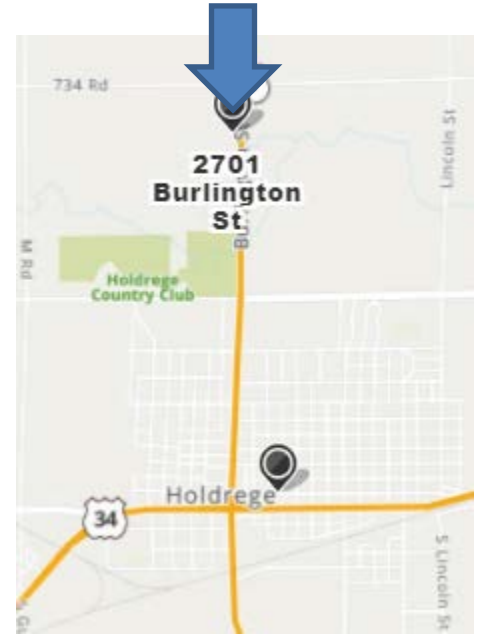 734 Rd
2701
Burlington
St
Lincoln St
M Rd
Holdrege
Country Club
Holdrege
34
S Lincoln St